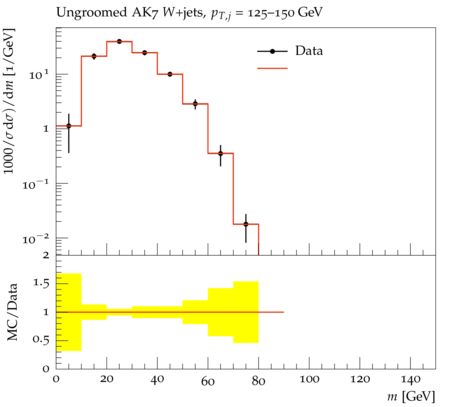 Ungroomed AK7 W+jets, p_{T,j} = 125–150 GeV
Data
1000/σ dσ)/dm [1/GeV]
10^1
1
10^{−1}
10^{−2}
MC/Data
2
1.5
1
0.5
0
0 20 40 60 80 100 120 140
m [GeV]